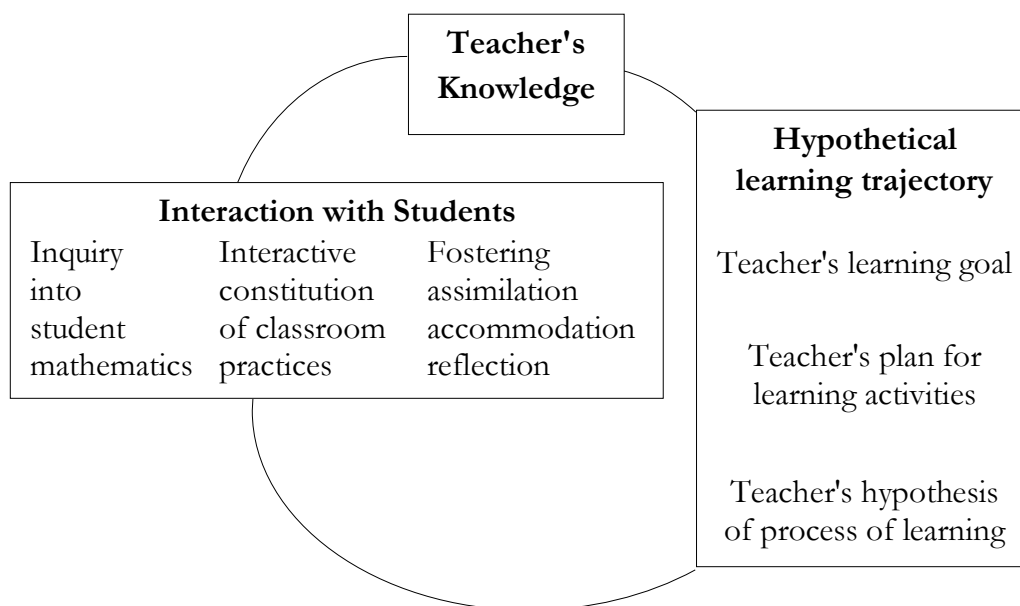 Teacher's
Knowledge
Hypothetical
learning trajectory
Teacher's learning goal
Teacher's plan for
learning activities
Teacher's hypothesis
of process of learning
Interaction with Students
Inquiry
into
student
mathematics
Interactive
constitution
of classroom
practices
Fostering
assimilation
accommodation
reflection